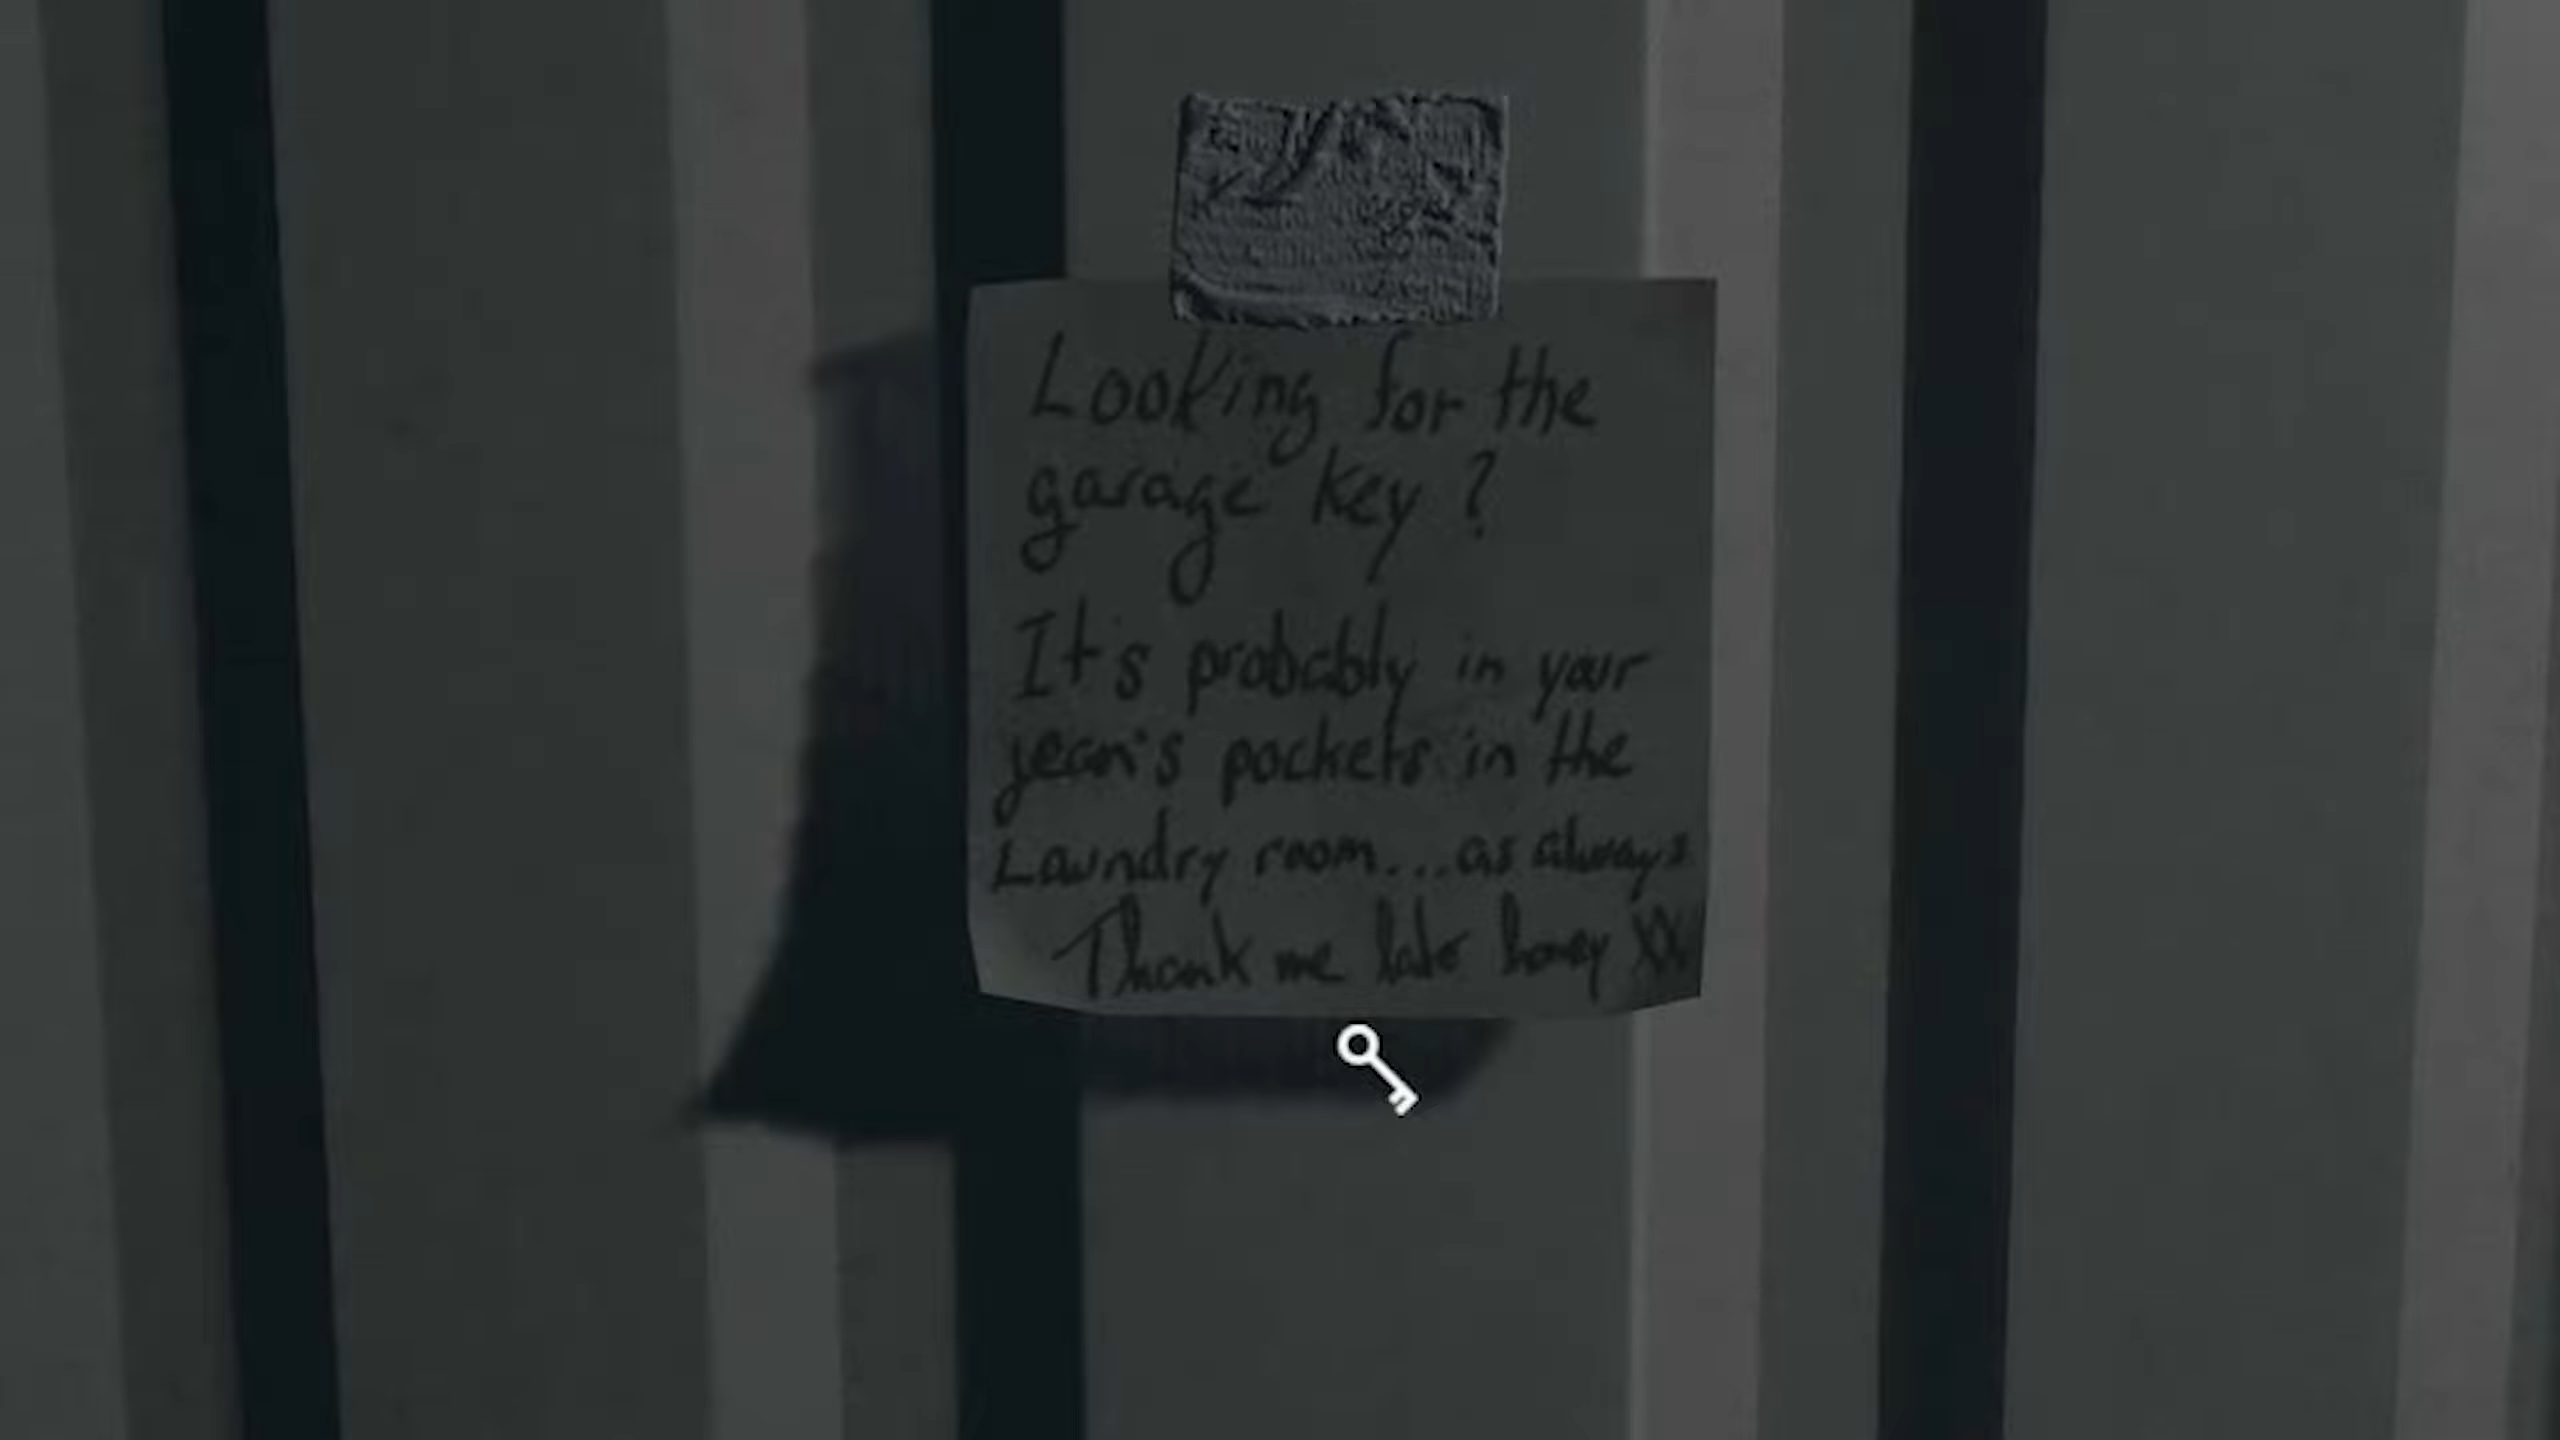 Looking for the
garage key?
It's probably in your
jean's pockets in the
Laundry room...as always
Thank me late honey XX